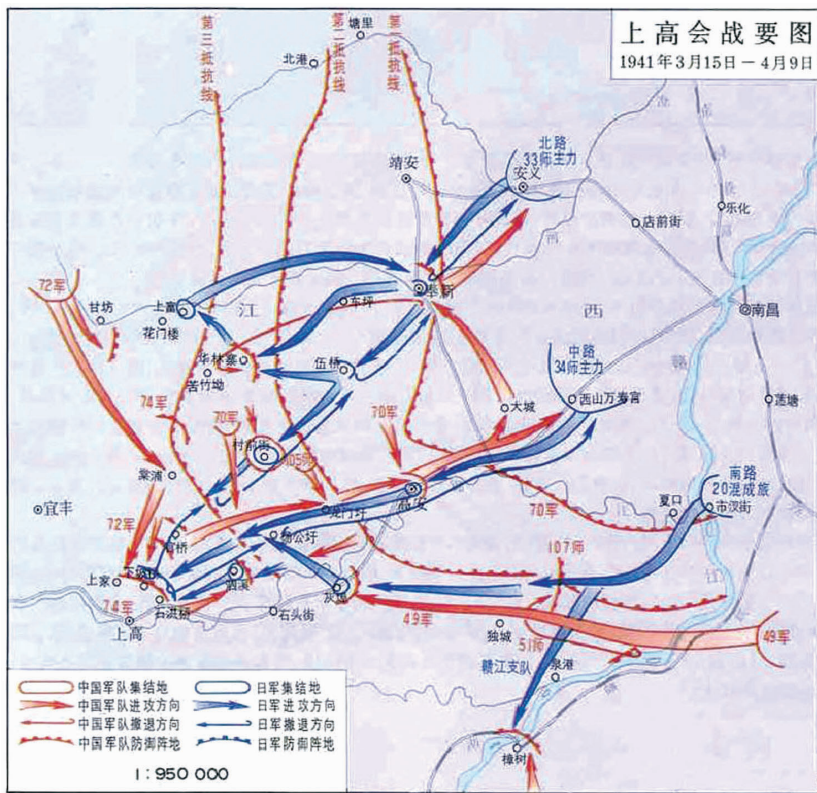 上高会战要图
1941年3月15日－4月9日
第三抵抗线
第二抵抗线
第一抵抗线
塘里
北港
靖安
北路
33师主力
安义
乐化
店前街
72军
甘坊
上富
花门楼
江
车坪
奉新
西
南昌
华林寨
苦竹坳
伍桥
中路
34师主力
74军
70军
70军
大城
西山万寿宫
莲塘
村前街
105师
棠浦
宜丰
高安
南路
20混成旅
夏口
市汊街
龙门圩
70军
72军
官桥
杨公圩
107师
上家
泗溪
灰埠
74军
石洪桥
石头街
上高
49军
独城
49军
51师
赣江支队
泉港
樟树
中国军队集结地
日军集结地
中国军队进攻方向
日军进攻方向
中国军队撤退方向
日军撤退方向
中国军队防御阵地
日军防御阵地
1:950 000